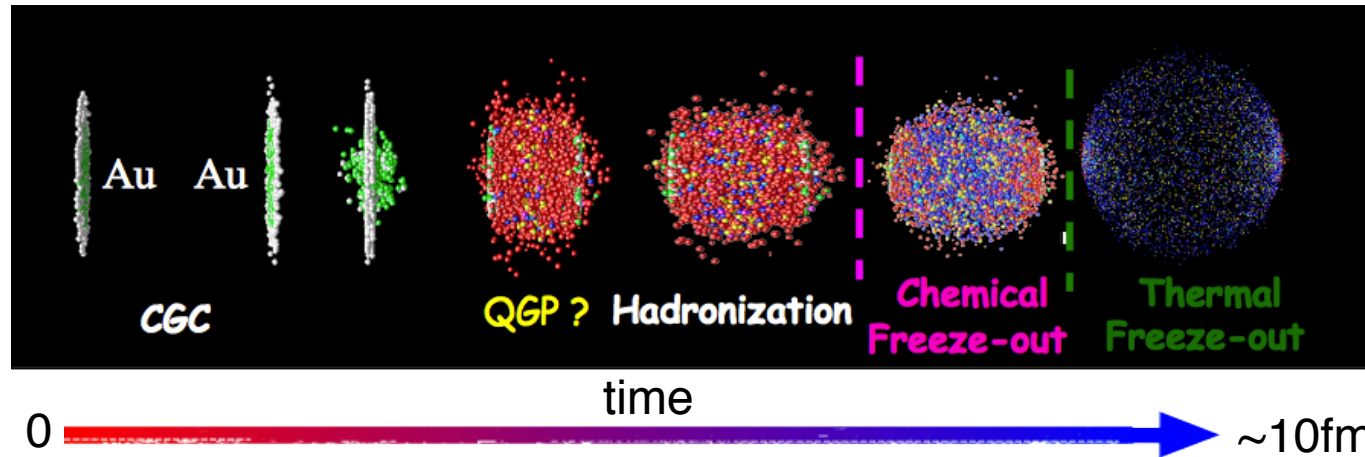 Au Au
CGC
QGP ?
Hadronization
Chemical
Freeze-out
Thermal
Freeze-out
time
0
~10fm